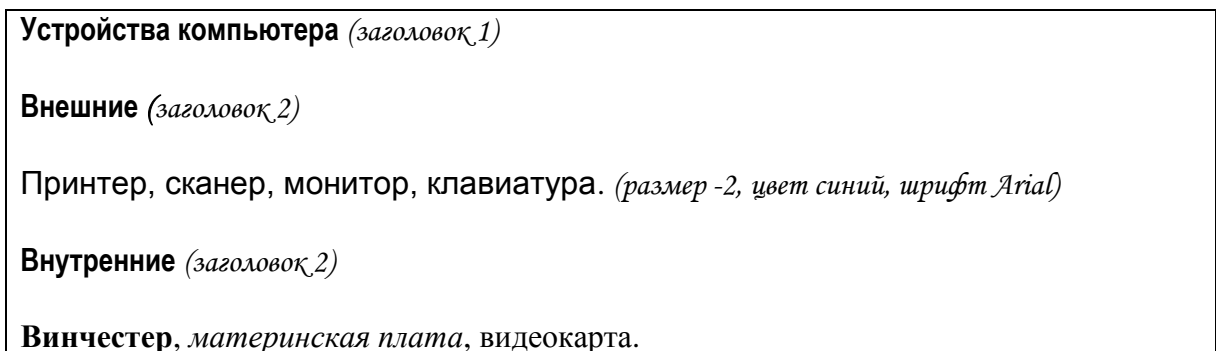 Устройства компьютера (заголовок 1)
Внешние (заголовок 2)
Принтер, сканер, монитор, клавиатура. (размер -2, цвет синий, шрифт Arial)
Внутренние (заголовок 2)
Винчестер, материнская плата, видеокарта.